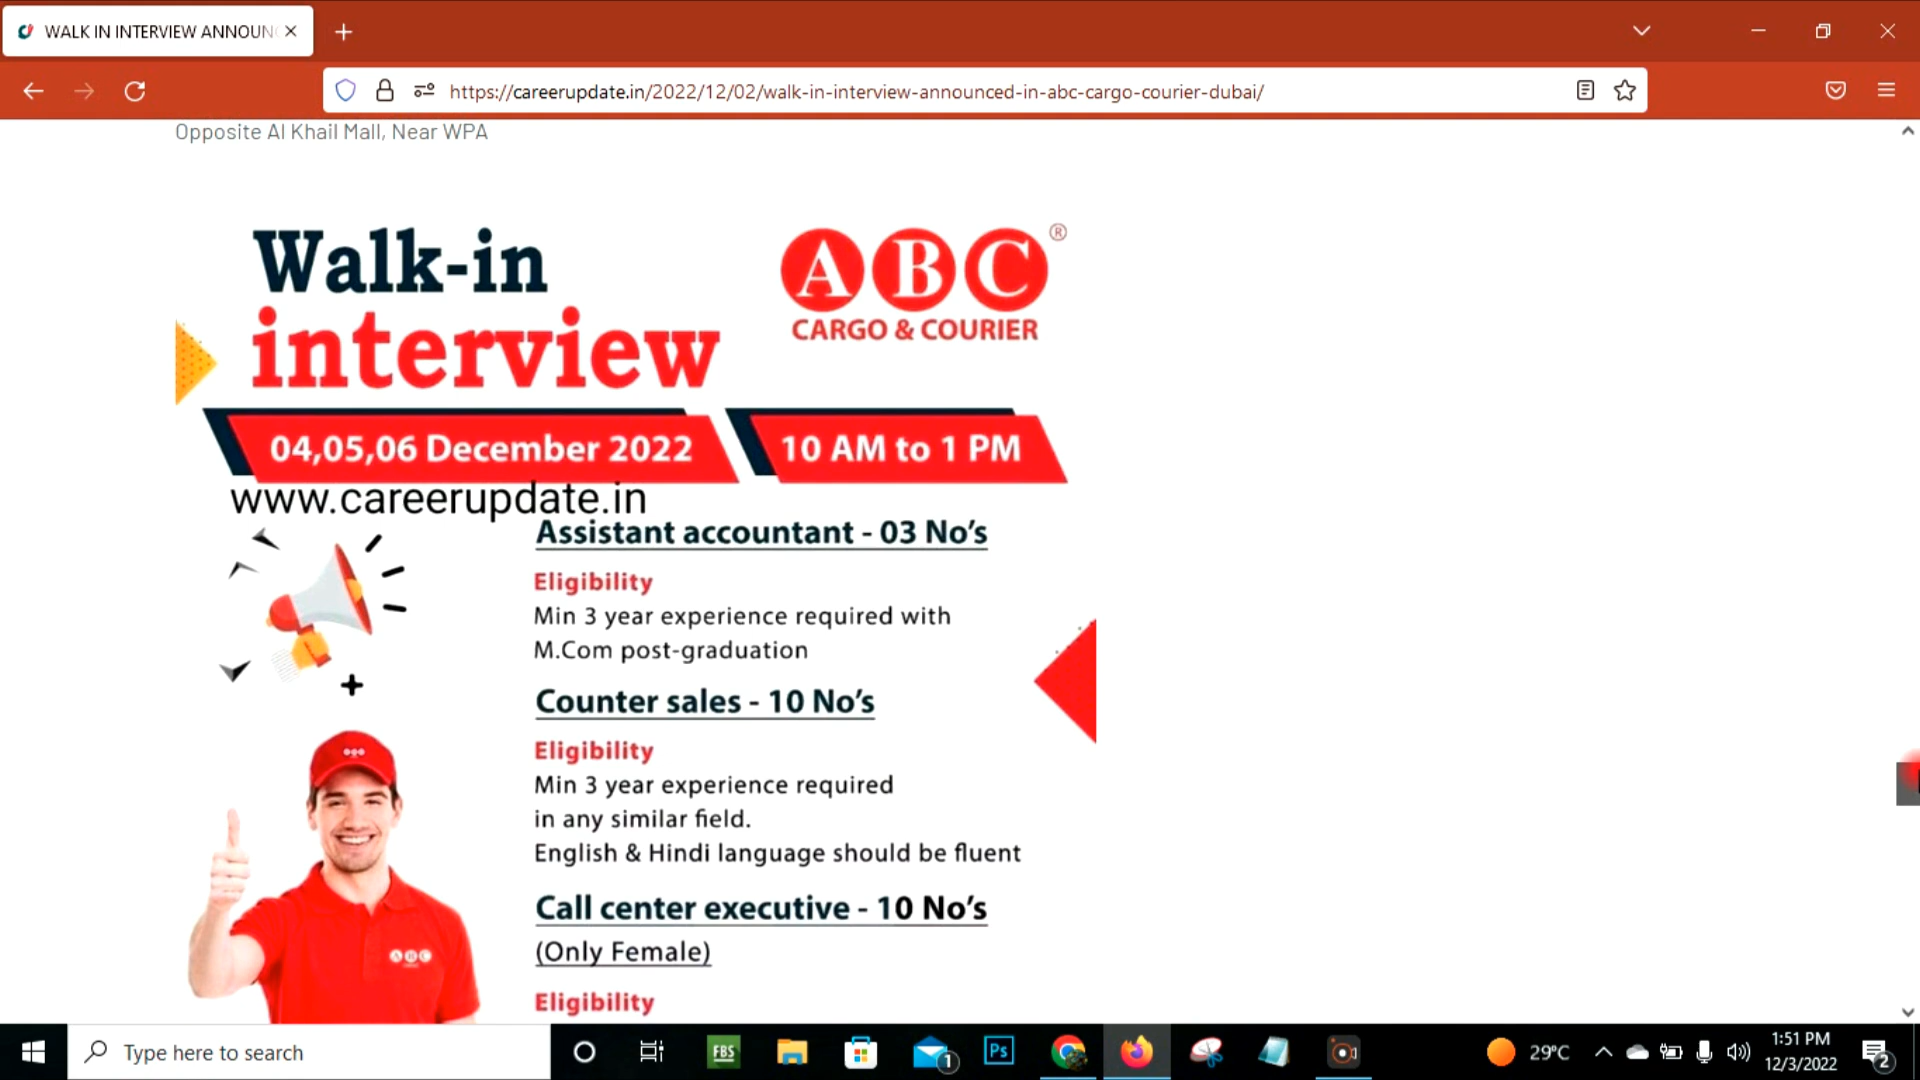 WALK IN INTERVIEW ANNOUN
https://careerupdate.in/2022/12/02/walk-in-interview-announced-in-abc-cargo-courier-dubai/
Opposite Al Khail Mall, Near WPA
Walk-in
interview
ABC®
CARGO & COURIER
04,05,06 December 2022
10 AM to 1 PM
www.careerupdate.in
Assistant accountant - 03 No's
Eligibility
Min 3 year experience required with
M.Com post-graduation
Counter sales - 10 No's
Eligibility
Min 3 year experience required
in any similar field.
English & Hindi language should be fluent
Call center executive - 10 No's
(Only Female)
Eligibility
ABC
Type here to search
FBS
1
Ps
29°C
1:51 PM
12/3/2022
2